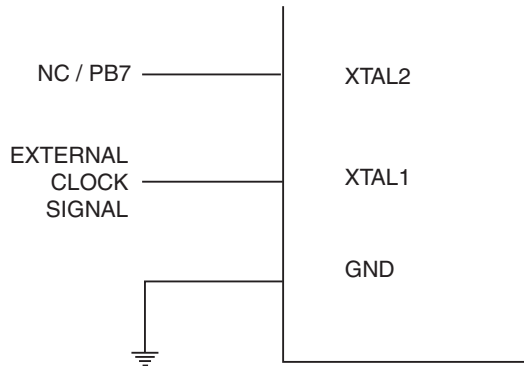 NC / PB7
XTAL2
EXTERNAL
CLOCK
SIGNAL
XTAL1
GND